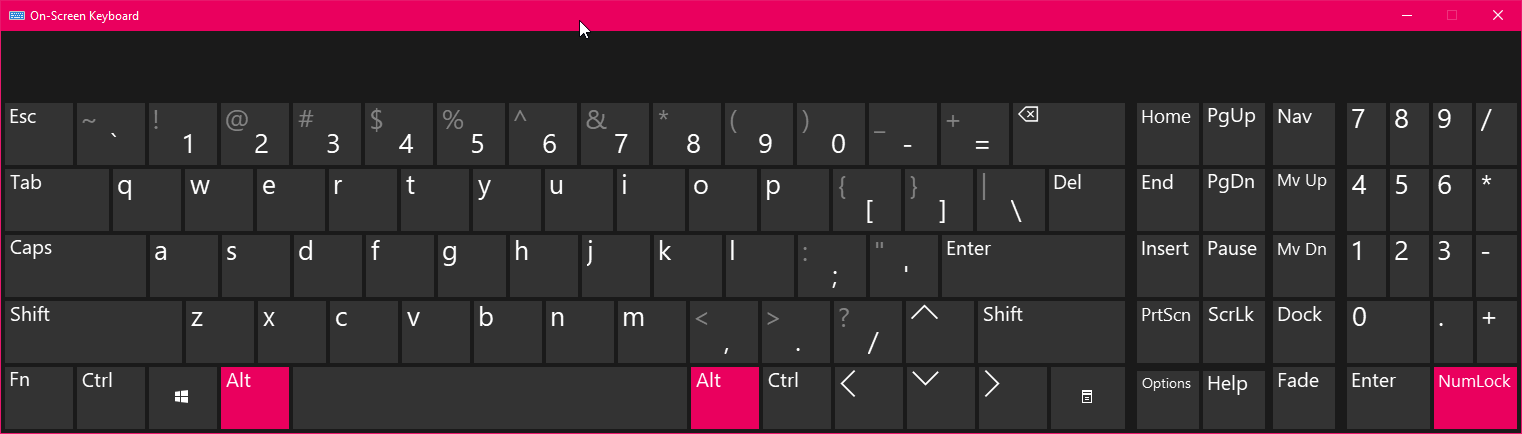 On-Screen Keyboard
Esc ~ ` ! 1 @ 2 # 3 $ 4 % 5 ^ 6 & 7 * 8 ( 9 ) 0 _ - + = Home PgUp Nav 7 8 9 /
Tab q w e r t y u i o p { [ } ] | \ Del End PgDn Mv Up 4 5 6 *
Caps a s d f g h j k l : ; " ' Enter Insert Pause Mv Dn 1 2 3 -
Shift z x c v b n m < , > . ? / Shift PrtScn ScrLk Dock 0 . +
Fn Ctrl Alt Alt Ctrl Options Help Fade Enter NumLock